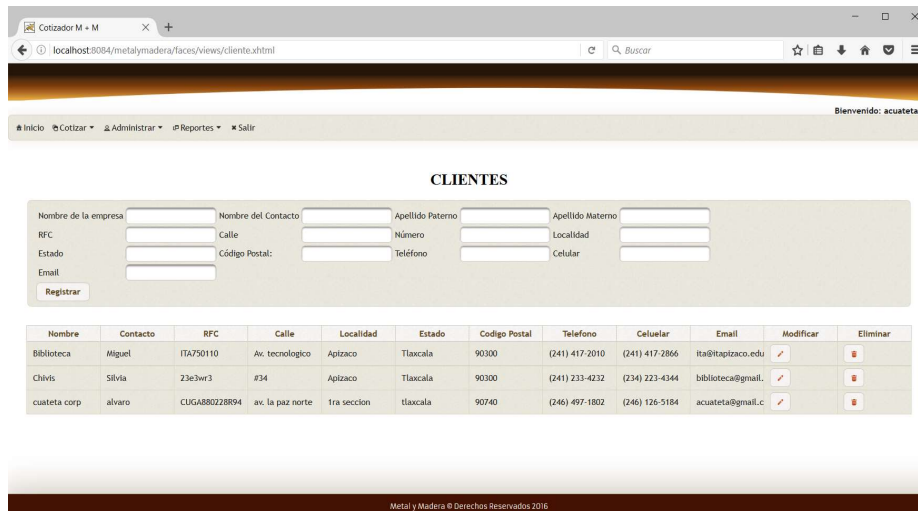 Cotizador M + M
localhost:8084/metalymadera/faces/views/cliente.xhtml
Buscar
Bienvenido: acuateta
Inicio Cotizar Administrar Reportes Salir
CLIENTES
Nombre de la empresa Nombre del Contacto Apellido Paterno Apellido Materno
RFC Calle Número Localidad
Estado Código Postal: Teléfono Celular
Email
Registrar
Nombre Contacto RFC Calle Localidad Estado Codigo Postal Telefono Celuelar Email Modificar Eliminar
Biblioteca Miguel ITA750110 Av. tecnologico Apizaco Tlaxcala 90300 (241) 417-2010 (241) 417-2866 ita@itapizaco.edu
Chivis Silvia 23e3wr3 #34 Apizaco Tlaxcala 90300 (241) 233-4232 (234) 223-4344 biblioteca@gmail.
cuateta corp alvaro CUGA880228R94 av. la paz norte 1ra seccion tlaxcala 90740 (246) 497-1802 (246) 126-5184 acuateta@gmail.c
Metal y Madera © Derechos Reservados 2016